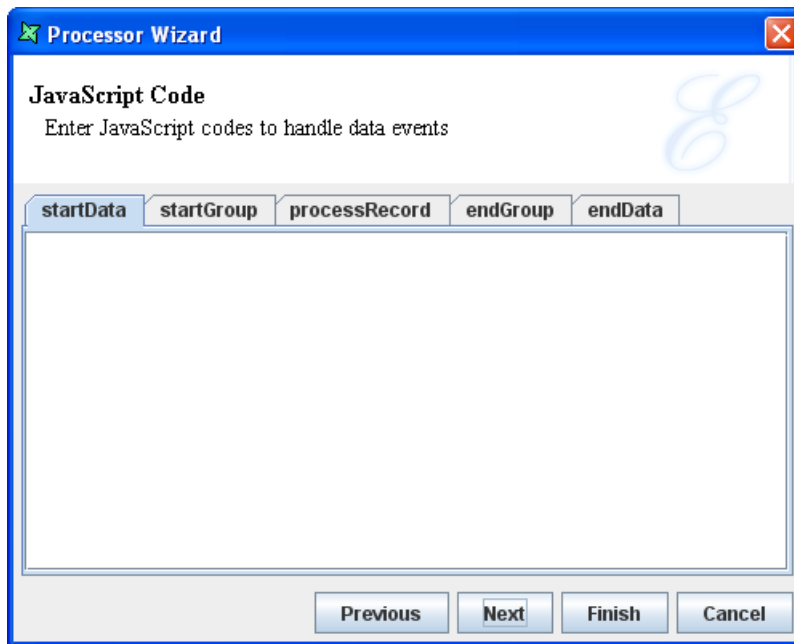 Processor Wizard
JavaScript Code
Enter JavaScript codes to handle data events
E
startData startGroup processRecord endGroup endData
Previous Next Finish Cancel